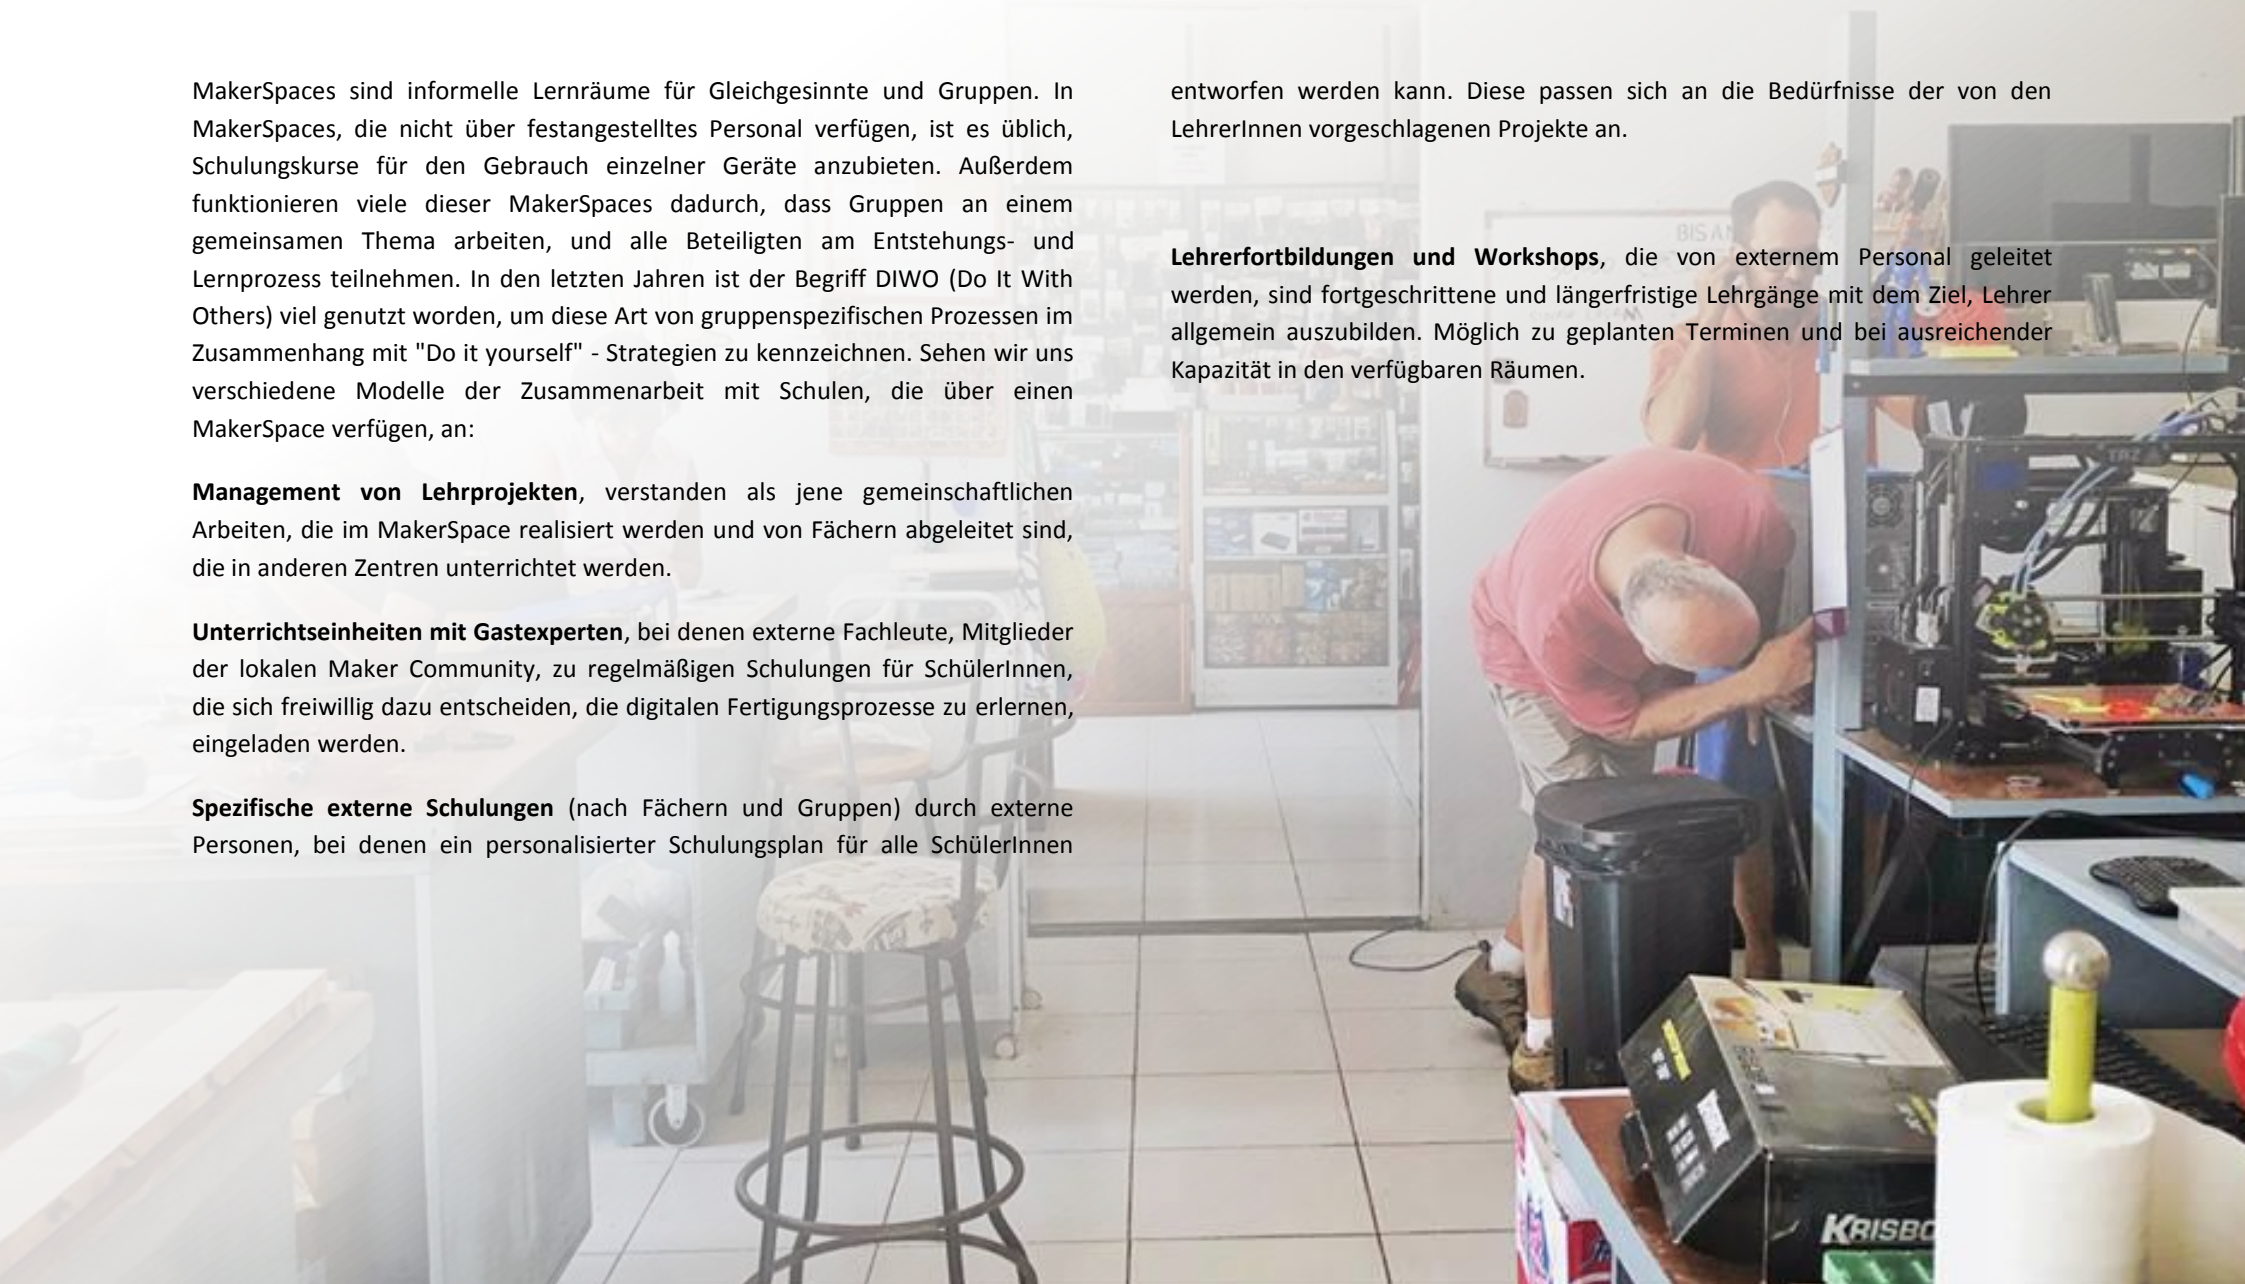 MakerSpaces sind informelle Lernräume für Gleichgesinnte und Gruppen. In
MakerSpaces, die nicht über festangestelltes Personal verfügen, ist es üblich,
Schulungskurse für den Gebrauch einzelner Geräte anzubieten. Außerdem
funktionieren viele dieser MakerSpaces dadurch, dass Gruppen an einem
gemeinsamen Thema arbeiten, und alle Beteiligten am Entstehungs- und
Lernprozess teilnehmen. In den letzten Jahren ist der Begriff DIWO (Do It With
Others) viel genutzt worden, um diese Art von gruppenspezifischen Prozessen im
Zusammenhang mit "Do it yourself" - Strategien zu kennzeichnen. Sehen wir uns
verschiedene Modelle der Zusammenarbeit mit Schulen, die über einen
MakerSpace verfügen, an:
Management von Lehrprojekten, verstanden als jene gemeinschaftlichen
Arbeiten, die im MakerSpace realisiert werden und von Fächern abgeleitet sind,
die in anderen Zentren unterrichtet werden.
Unterrichtseinheiten mit Gastexperten, bei denen externe Fachleute, Mitglieder
der lokalen Maker Community, zu regelmäßigen Schulungen für SchülerInnen,
die sich freiwillig dazu entscheiden, die digitalen Fertigungsprozesse zu erlernen,
eingeladen werden.
Spezifische externe Schulungen (nach Fächern und Gruppen) durch externe
Personen, bei denen ein personalisierter Schulungsplan für alle SchülerInnen
entworfen werden kann. Diese passen sich an die Bedürfnisse der von den
LehrerInnen vorgeschlagenen Projekte an.
Lehrerfortbildungen und Workshops, die von externem Personal geleitet
werden, sind fortgeschrittene und längerfristige Lehrgänge mit dem Ziel, Lehrer
allgemein auszubilden. Möglich zu geplanten Terminen und bei ausreichender
Kapazität in den verfügbaren Räumen.
KRISBO